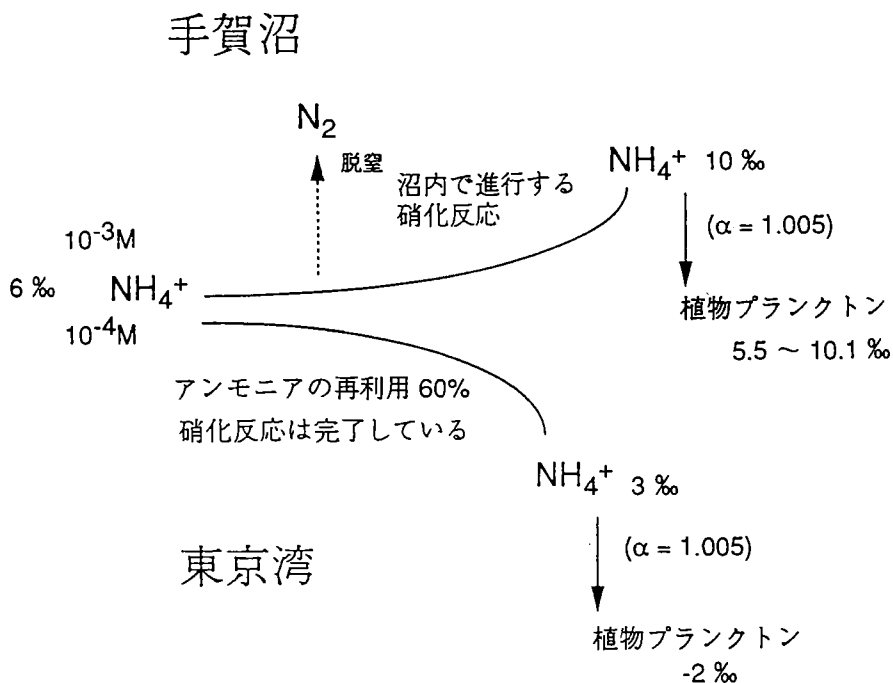 手賀沼
N₂
脱窒
沼内で進行する
硝化反応
NH₄⁺ 10 ‰
(α = 1.005)
植物プランクトン
5.5 ～ 10.1 ‰
10⁻³M
6 ‰ NH₄⁺
10⁻⁴M
アンモニアの再利用 60%
硝化反応は完了している
NH₄⁺ 3 ‰
(α = 1.005)
植物プランクトン
-2 ‰
東京湾